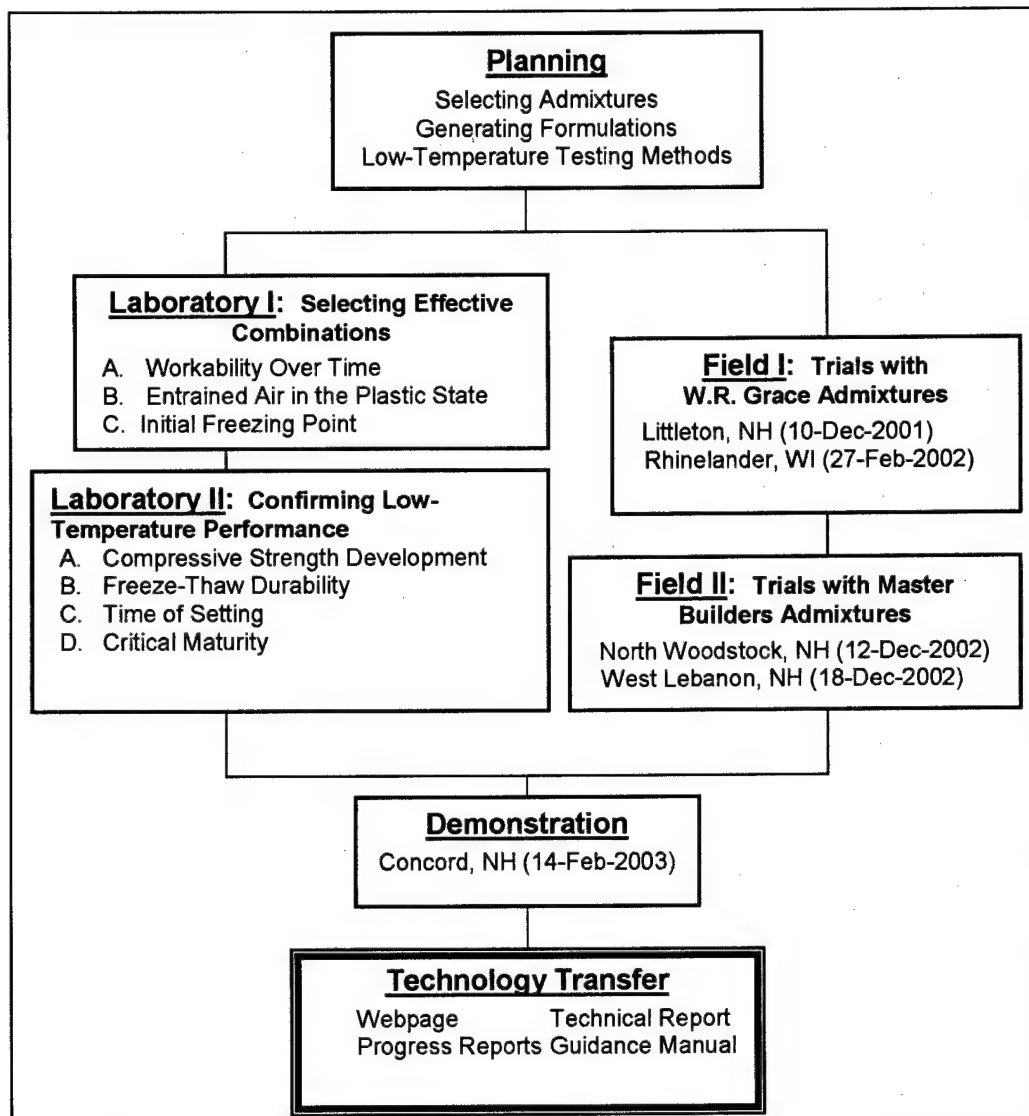 Planning
Selecting Admixtures
Generating Formulations
Low-Temperature Testing Methods
Laboratory I: Selecting Effective
Combinations
A. Workability Over Time
B. Entrained Air in the Plastic State
C. Initial Freezing Point
Laboratory II: Confirming Low-
Temperature Performance
A. Compressive Strength Development
B. Freeze-Thaw Durability
C. Time of Setting
D. Critical Maturity
Field I: Trials with
W.R. Grace Admixtures
Littleton, NH (10-Dec-2001)
Rhinelander, WI (27-Feb-2002)
Field II: Trials with Master
Builders Admixtures
North Woodstock, NH (12-Dec-2002)
West Lebanon, NH (18-Dec-2002)
Demonstration
Concord, NH (14-Feb-2003)
Technology Transfer
Webpage Technical Report
Progress Reports Guidance Manual